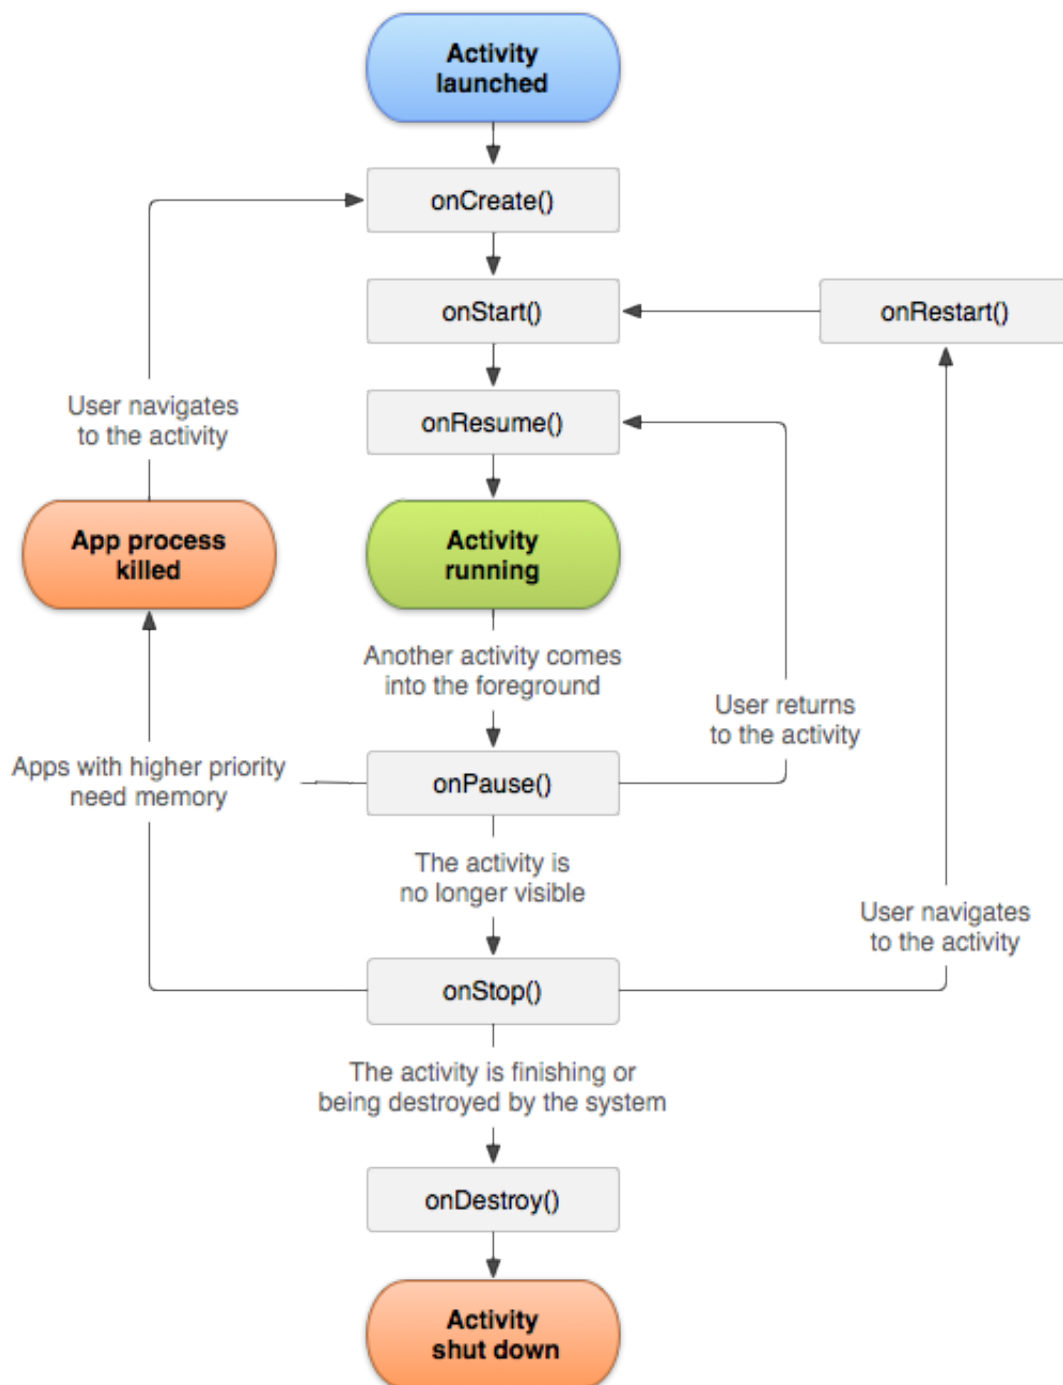 Activity
launched
onCreate()
onStart()
onRestart()
User navigates
to the activity
onResume()
App process
killed
Activity
running
Another activity comes
into the foreground
User returns
to the activity
Apps with higher priority
need memory
onPause()
The activity is
no longer visible
User navigates
to the activity
onStop()
The activity is finishing or
being destroyed by the system
onDestroy()
Activity
shut down